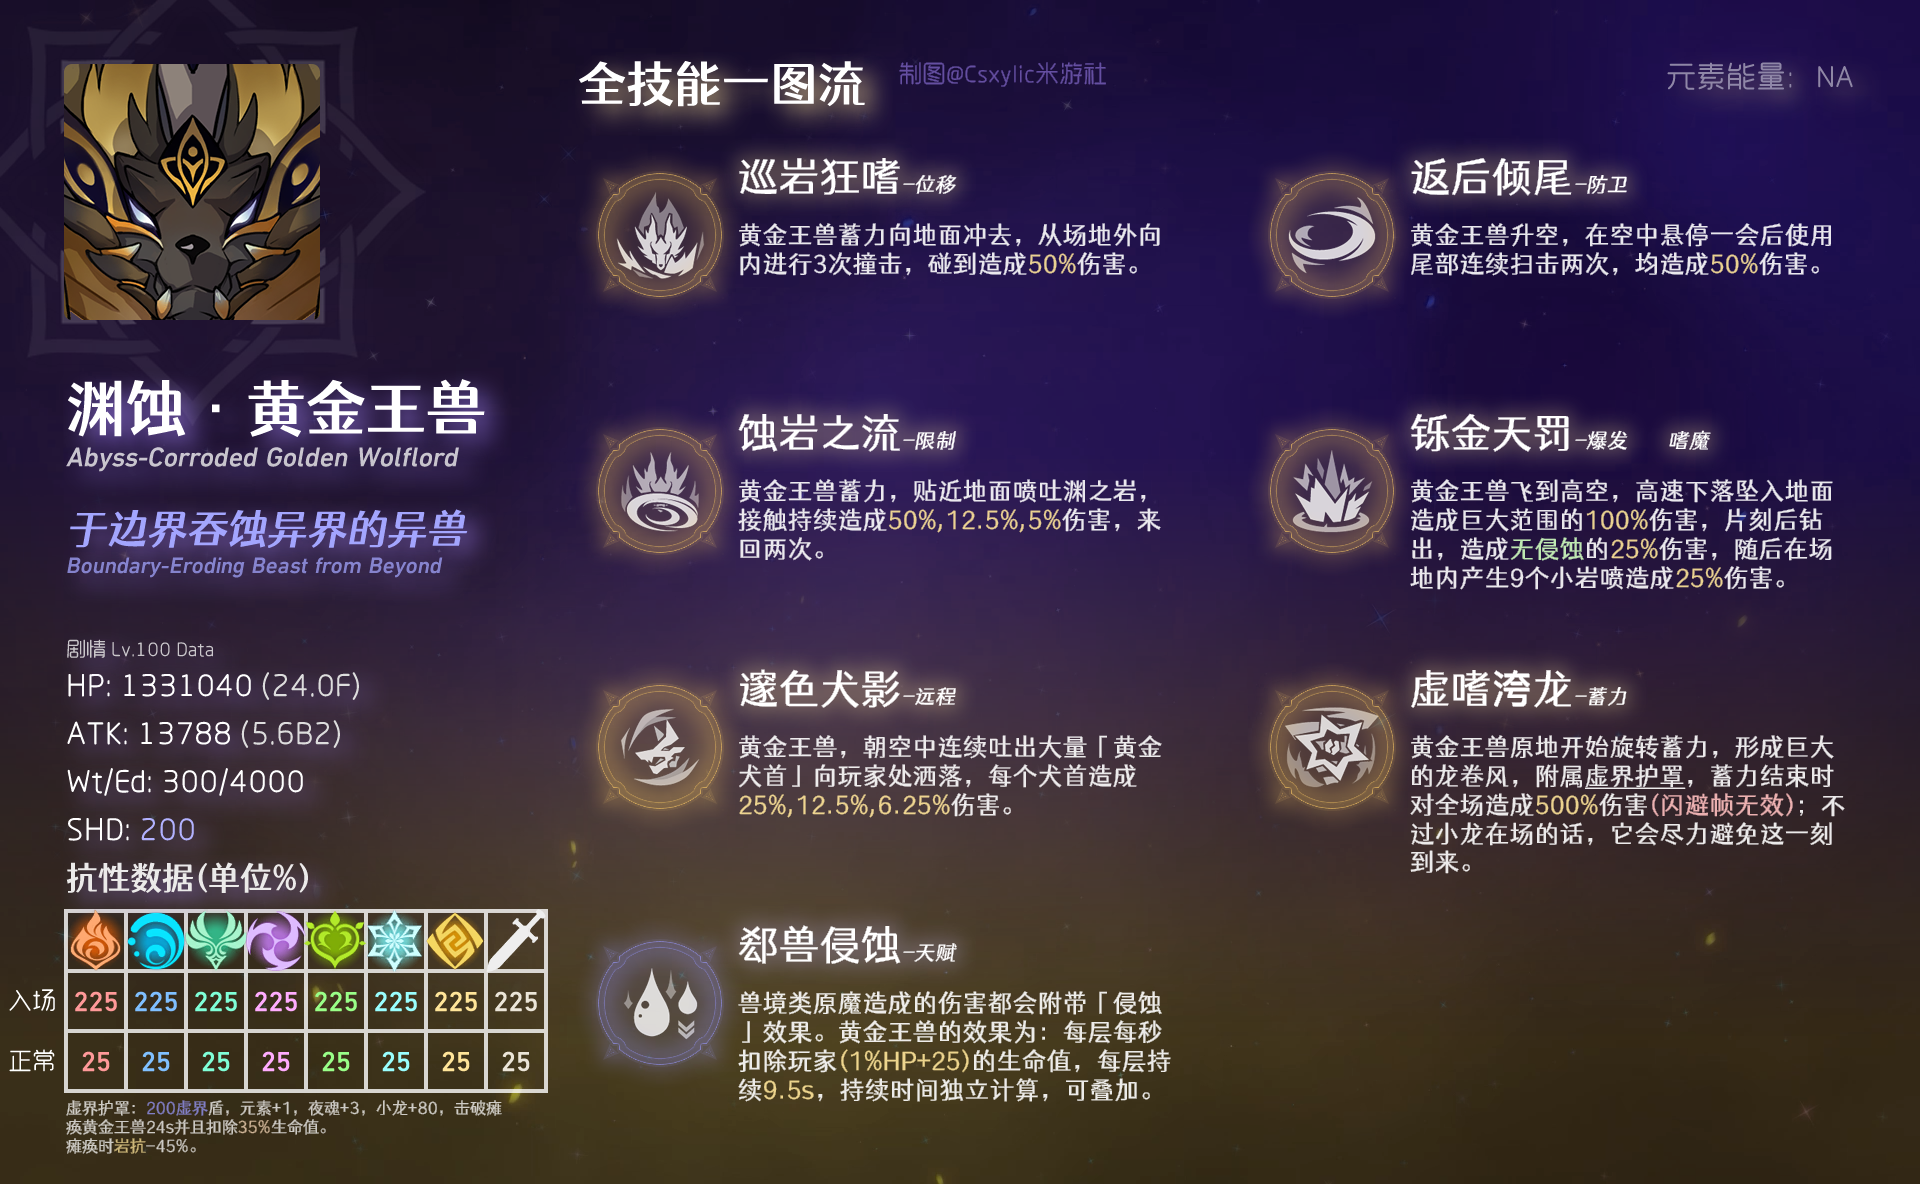 全技能一图流
制图@Csxylic米游社
元素能量: NA
渊蚀·黄金王兽
Abyss-Corroded Golden Wolflord
于边界吞蚀异界的异兽
Boundary-Eroding Beast from Beyond
剧情 Lv.100 Data
HP: 1331040 (24.0F)
ATK: 13788 (5.6B2)
Wt/Ed: 300/4000
SHD: 200
抗性数据(单位%)
入场 225 225 225 225 225 225 225 225
正常 25 25 25 25 25 25 25 25
虚界护罩：200虚界盾，元素+1，夜魂+3，小龙+80，击破瘫
痪黄金王兽24s并且扣除35%生命值。
瘫痪时岩抗-45%。
巡岩狂嗜–位移
黄金王兽蓄力向地面冲去，从场地外向
内进行3次撞击，碰到造成50%伤害。
返后倾尾–防卫
黄金王兽升空，在空中悬停一会后使用
尾部连续扫击两次，均造成50%伤害。
蚀岩之流–限制
黄金王兽蓄力，贴近地面喷吐渊之岩，
接触持续造成50%,12.5%,5%伤害，来
回两次。
铄金天罚–爆发 嗜魔
黄金王兽飞到高空，高速下落坠入地面
造成巨大范围的100%伤害，片刻后钻
出，造成无侵蚀的25%伤害，随后在场
地内产生9个小岩喷造成25%伤害。
邃色犬影–远程
黄金王兽，朝空中连续吐出大量「黄金
犬首」向玩家处洒落，每个犬首造成
25%,12.5%,6.25%伤害。
虚嗜洿龙–蓄力
黄金王兽原地开始旋转蓄力，形成巨大
的龙卷风，附属虚界护罩，蓄力结束时
对全场造成500%伤害(闪避帧无效)；不
过小龙在场的话，它会尽力避免这一刻
到来。
郄兽侵蚀–天赋
兽境类原魔造成的伤害都会附带「侵蚀
」效果。黄金王兽的效果为：每层每秒
扣除玩家(1%HP+25)的生命值，每层持
续9.5s，持续时间独立计算，可叠加。